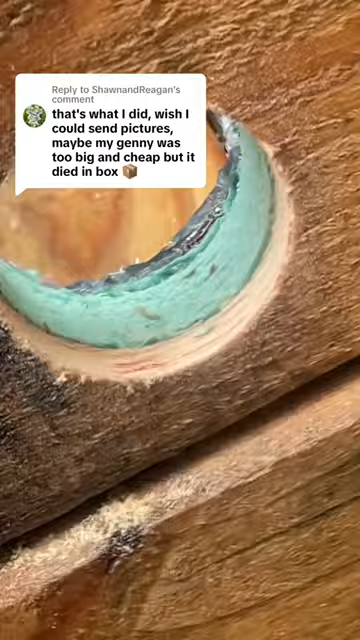 Reply to ShawnandReagan's
comment
that's what I did, wish I
could send pictures,
maybe my genny was
too big and cheap but it
died in box 📦